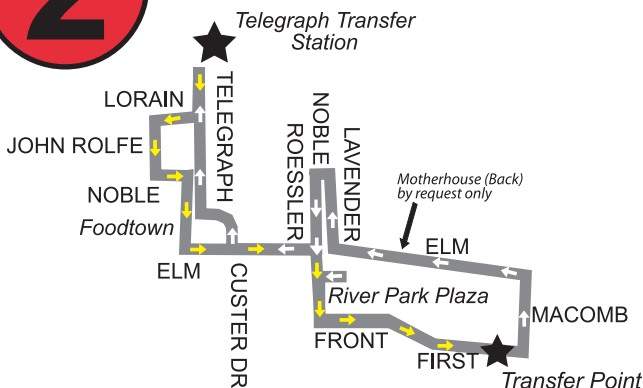 2
Telegraph Transfer
Station
LORAIN
TELEGRAPH
JOHN ROLFE
NOBLE
Foodtown
ELM
CUSTER DR
ROESSLER
NOBLE
LAVENDER
Motherhouse (Back)
by request only
ELM
River Park Plaza
MACOMB
FRONT
FIRST
Transfer Point